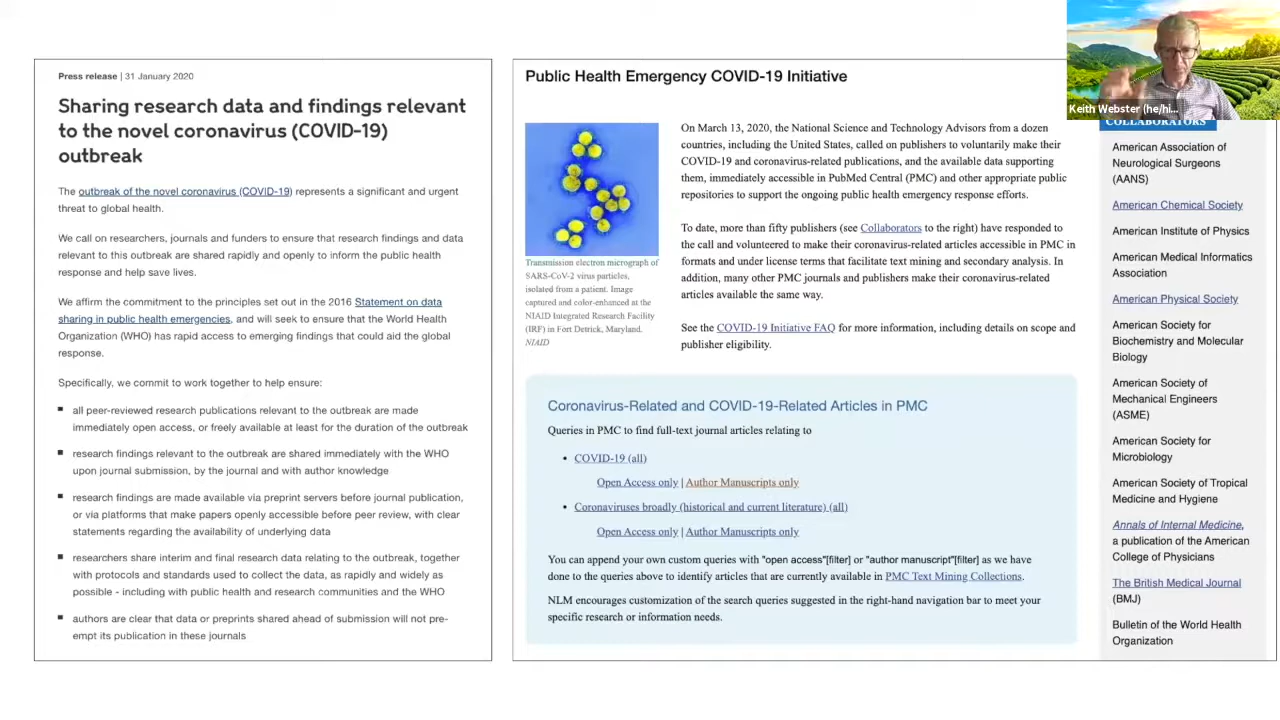 Press release | 31 January 2020
Sharing research data and findings relevant
to the novel coronavirus (COVID-19)
outbreak
The outbreak of the novel coronavirus (COVID-19) represents a significant and urgent
threat to global health.
We call on researchers, journals and funders to ensure that research findings and data
relevant to this outbreak are shared rapidly and openly to inform the public health
response and help save lives.
We affirm the commitment to the principles set out in the 2016 Statement on data
sharing in public health emergencies, and will seek to ensure that the World Health
Organization (WHO) has rapid access to emerging findings that could aid the global
response.
Specifically, we commit to work together to help ensure:
▪ all peer-reviewed research publications relevant to the outbreak are made
immediately open access, or freely available at least for the duration of the outbreak
▪ research findings relevant to the outbreak are shared immediately with the WHO
upon journal submission, by the journal and with author knowledge
▪ research findings are made available via preprint servers before journal publication,
or via platforms that make papers openly accessible before peer review, with clear
statements regarding the availability of underlying data
▪ researchers share interim and final research data relating to the outbreak, together
with protocols and standards used to collect the data, as rapidly and widely as
possible - including with public health and research communities and the WHO
▪ authors are clear that data or preprints shared ahead of submission will not pre-
empt its publication in these journals
Public Health Emergency COVID-19 Initiative
Transmission electron micrograph of
SARS-CoV-2 virus particles,
isolated from a patient. Image
captured and color-enhanced at the
NIAID Integrated Research Facility
(IRF) in Fort Detrick, Maryland.
NIAID
On March 13, 2020, the National Science and Technology Advisors from a dozen
countries, including the United States, called on publishers to voluntarily make their
COVID-19 and coronavirus-related publications, and the available data supporting
them, immediately accessible in PubMed Central (PMC) and other appropriate public
repositories to support the ongoing public health emergency response efforts.
To date, more than fifty publishers (see Collaborators to the right) have responded to
the call and volunteered to make their coronavirus-related articles accessible in PMC in
formats and under license terms that facilitate text mining and secondary analysis. In
addition, many other PMC journals and publishers make their coronavirus-related
articles available the same way.
See the COVID-19 Initiative FAQ for more information, including details on scope and
publisher eligibility.
Coronavirus-Related and COVID-19-Related Articles in PMC
Queries in PMC to find full-text journal articles relating to
• COVID-19 (all)
Open Access only | Author Manuscripts only
• Coronaviruses broadly (historical and current literature) (all)
Open Access only | Author Manuscripts only
You can append your own custom queries with "open access"[filter] or "author manuscript"[filter] as we have
done to the queries above to identify articles that are currently available in PMC Text Mining Collections.
NLM encourages customization of the search queries suggested in the right-hand navigation bar to meet your
specific research or information needs.
Keith Webster (he/hi...
COLLABORATORS
American Association of
Neurological Surgeons
(AANS)
American Chemical Society
American Institute of Physics
American Medical Informatics
Association
American Physical Society
American Society for
Biochemistry and Molecular
Biology
American Society of
Mechanical Engineers
(ASME)
American Society for
Microbiology
American Society of Tropical
Medicine and Hygiene
Annals of Internal Medicine,
a publication of the American
College of Physicians
The British Medical Journal
(BMJ)
Bulletin of the World Health
Organization